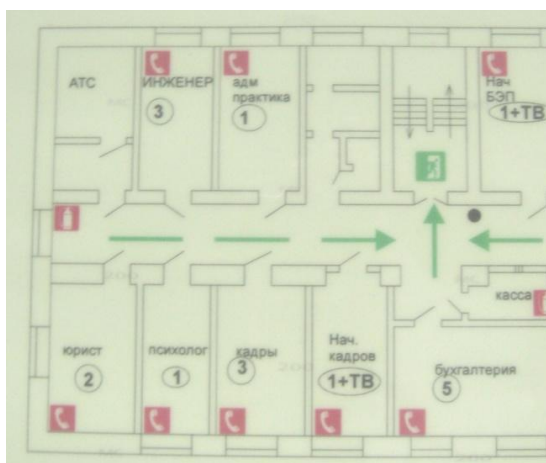 АТС
ИНЖЕНЕР
3
адм
практика
1
Нач
БЭП
1+ТВ
касса
юрист
2
психолог
1
кадры
3
Нач.
кадров
1+ТВ
бухгалтерия
5